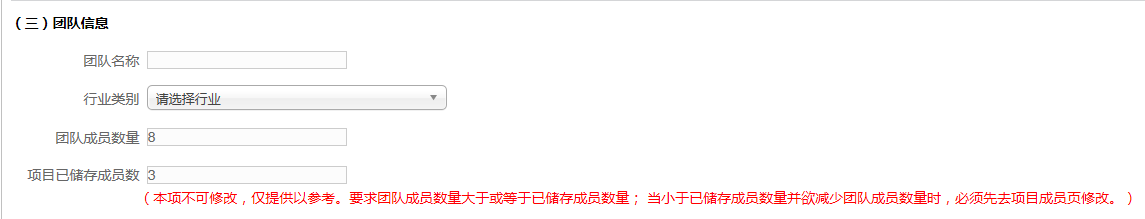 （三）团队信息
团队名称
行业类别 请选择行业
团队成员数量 8
项目已储存成员数 3
（本项不可修改，仅提供以参考。要求团队成员数量大于或等于已储存成员数量； 当小于已储存成员数量并欲减少团队成员数量时，必须先去项目成员页修改。）